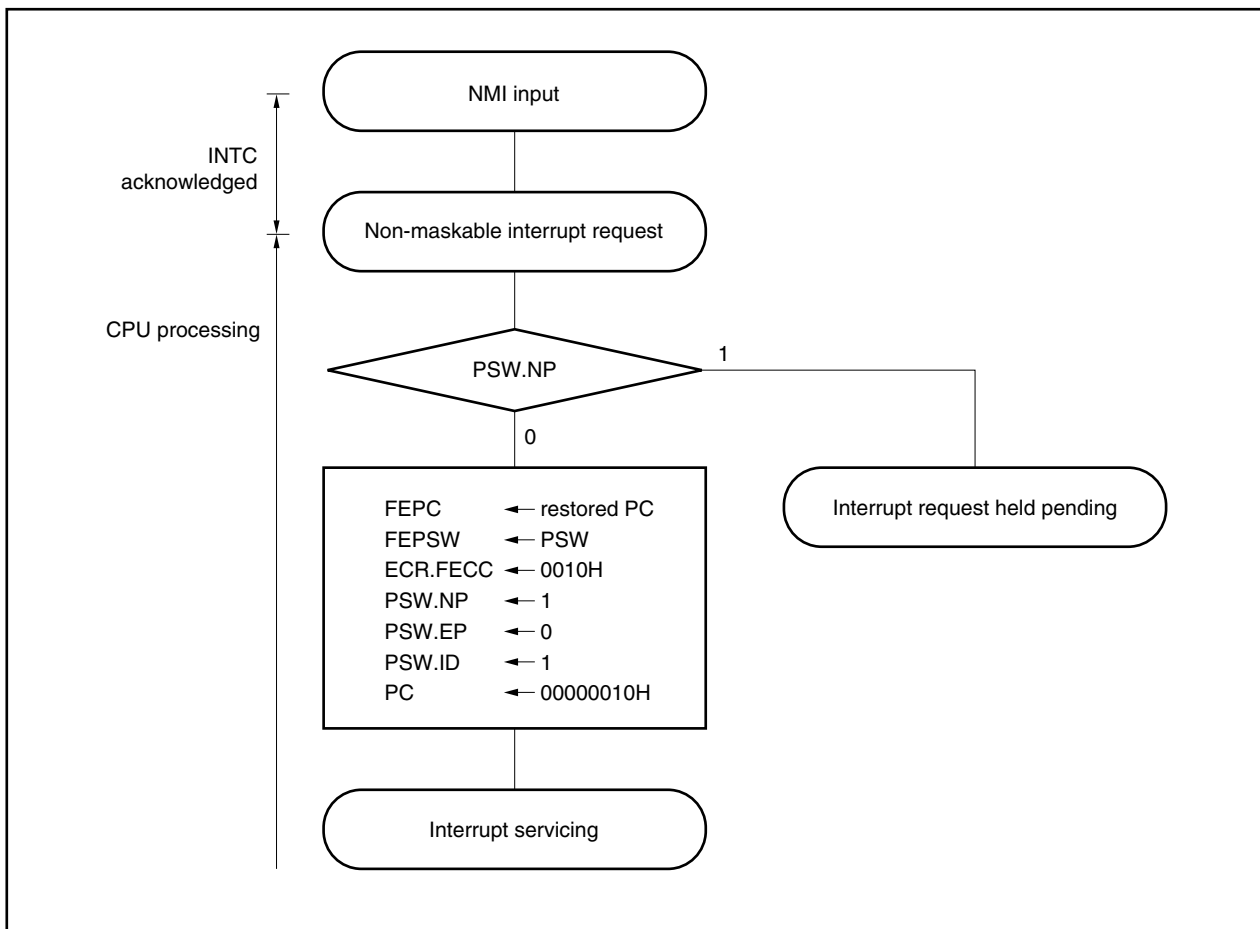 NMI input
INTC
acknowledged
Non-maskable interrupt request
CPU processing
PSW.NP
1
0
FEPC ← restored PC
FEPSW ← PSW
ECR.FECC ← 0010H
PSW.NP ← 1
PSW.EP ← 0
PSW.ID ← 1
PC ← 00000010H
Interrupt request held pending
Interrupt servicing